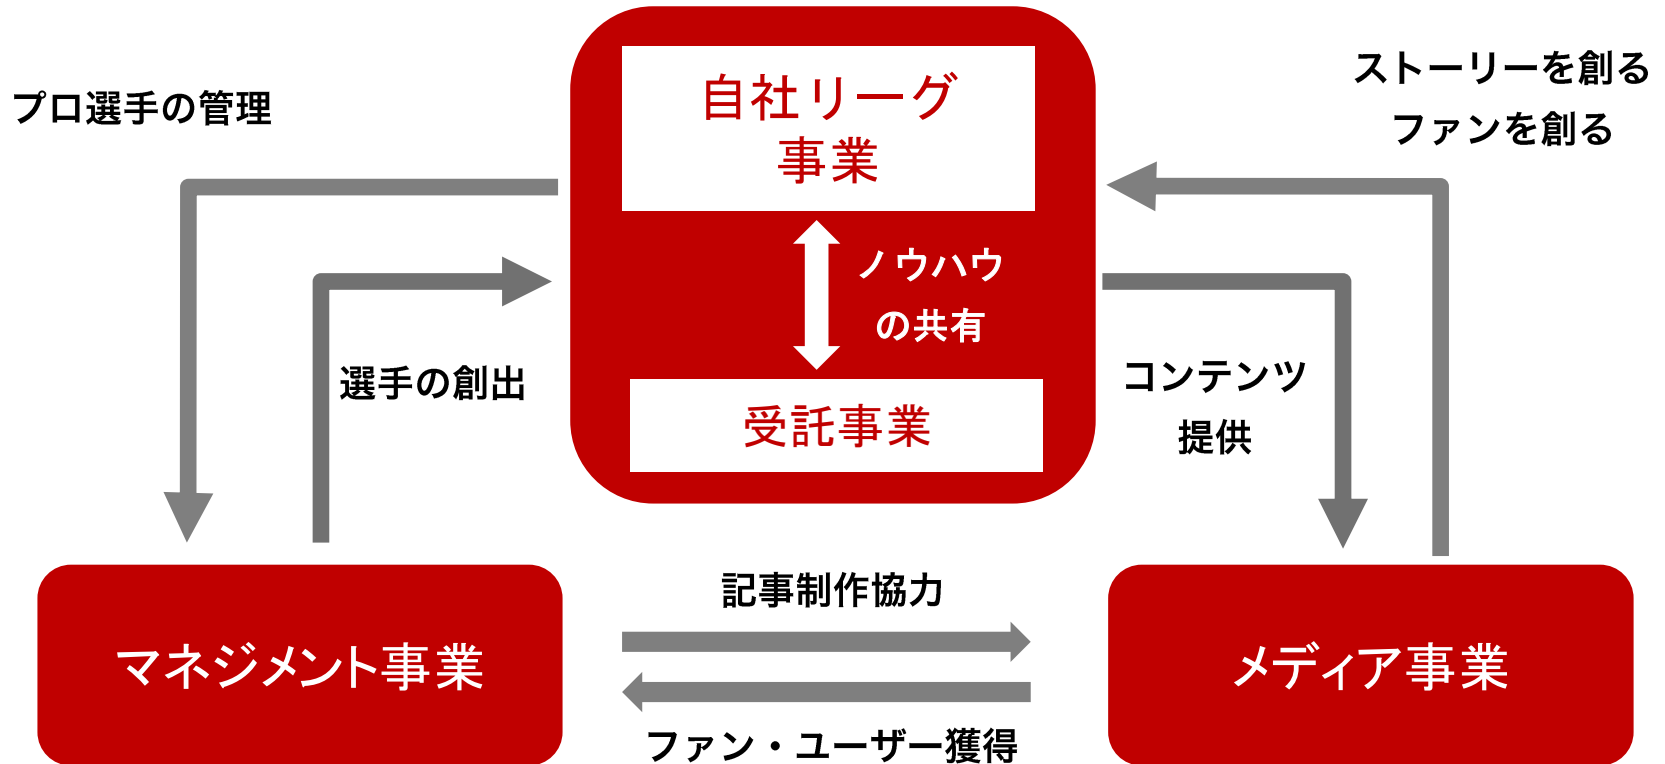 プロ選手の管理
自社リーグ
事業
ストーリーを創る
ファンを創る
ノウハウ
の共有
選手の創出
受託事業
コンテンツ
提供
記事制作協力
マネジメント事業
メディア事業
ファン・ユーザー獲得